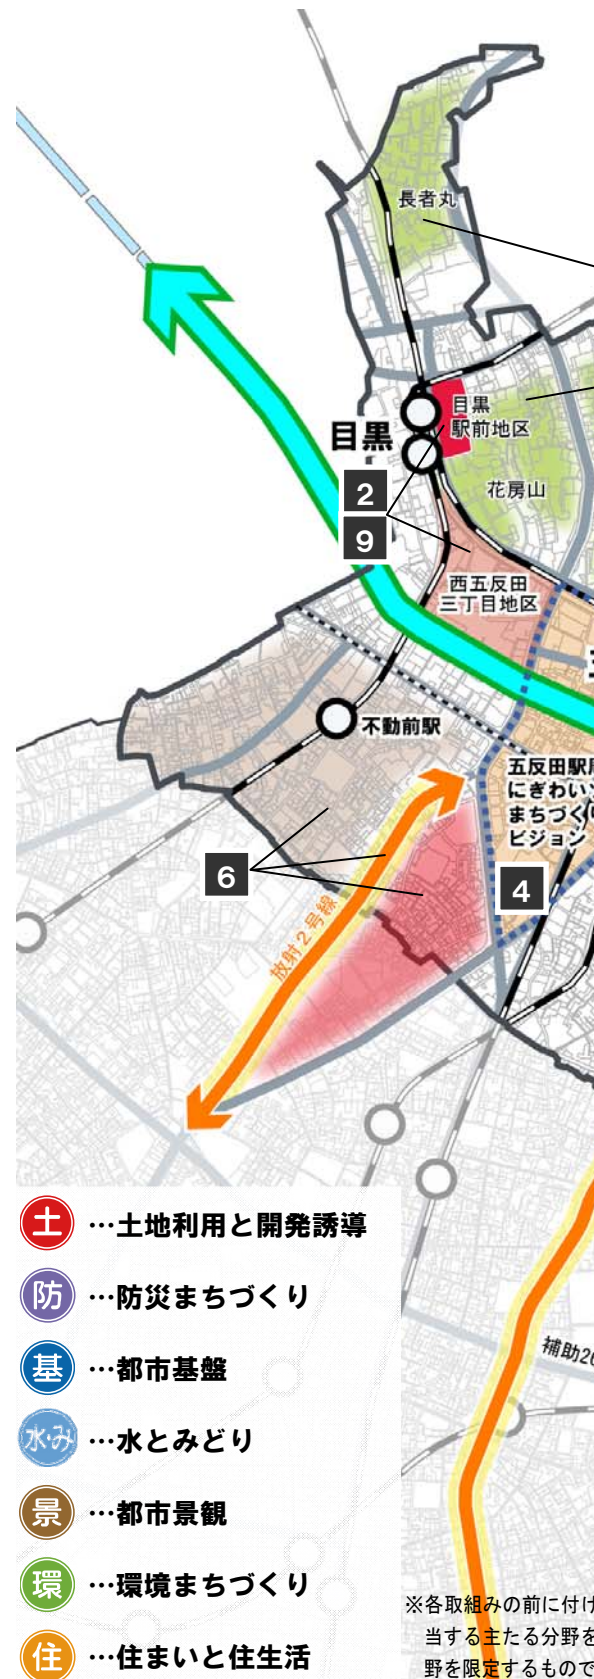 長者丸
目黒
目黒
駅前地区
花房山
2
9
西五反田
三丁目地区
不動前駅
五反田駅
にぎわい
まちづく
ビジョン
6
4
放射2号線
補助2
土 …土地利用と開発誘導
防 …防災まちづくり
基 …都市基盤
水・み …水とみどり
景 …都市景観
環 …環境まちづくり
住 …住まいと住生活
※各取組みの前に付け
当する主たる分野を
野を限定するもので